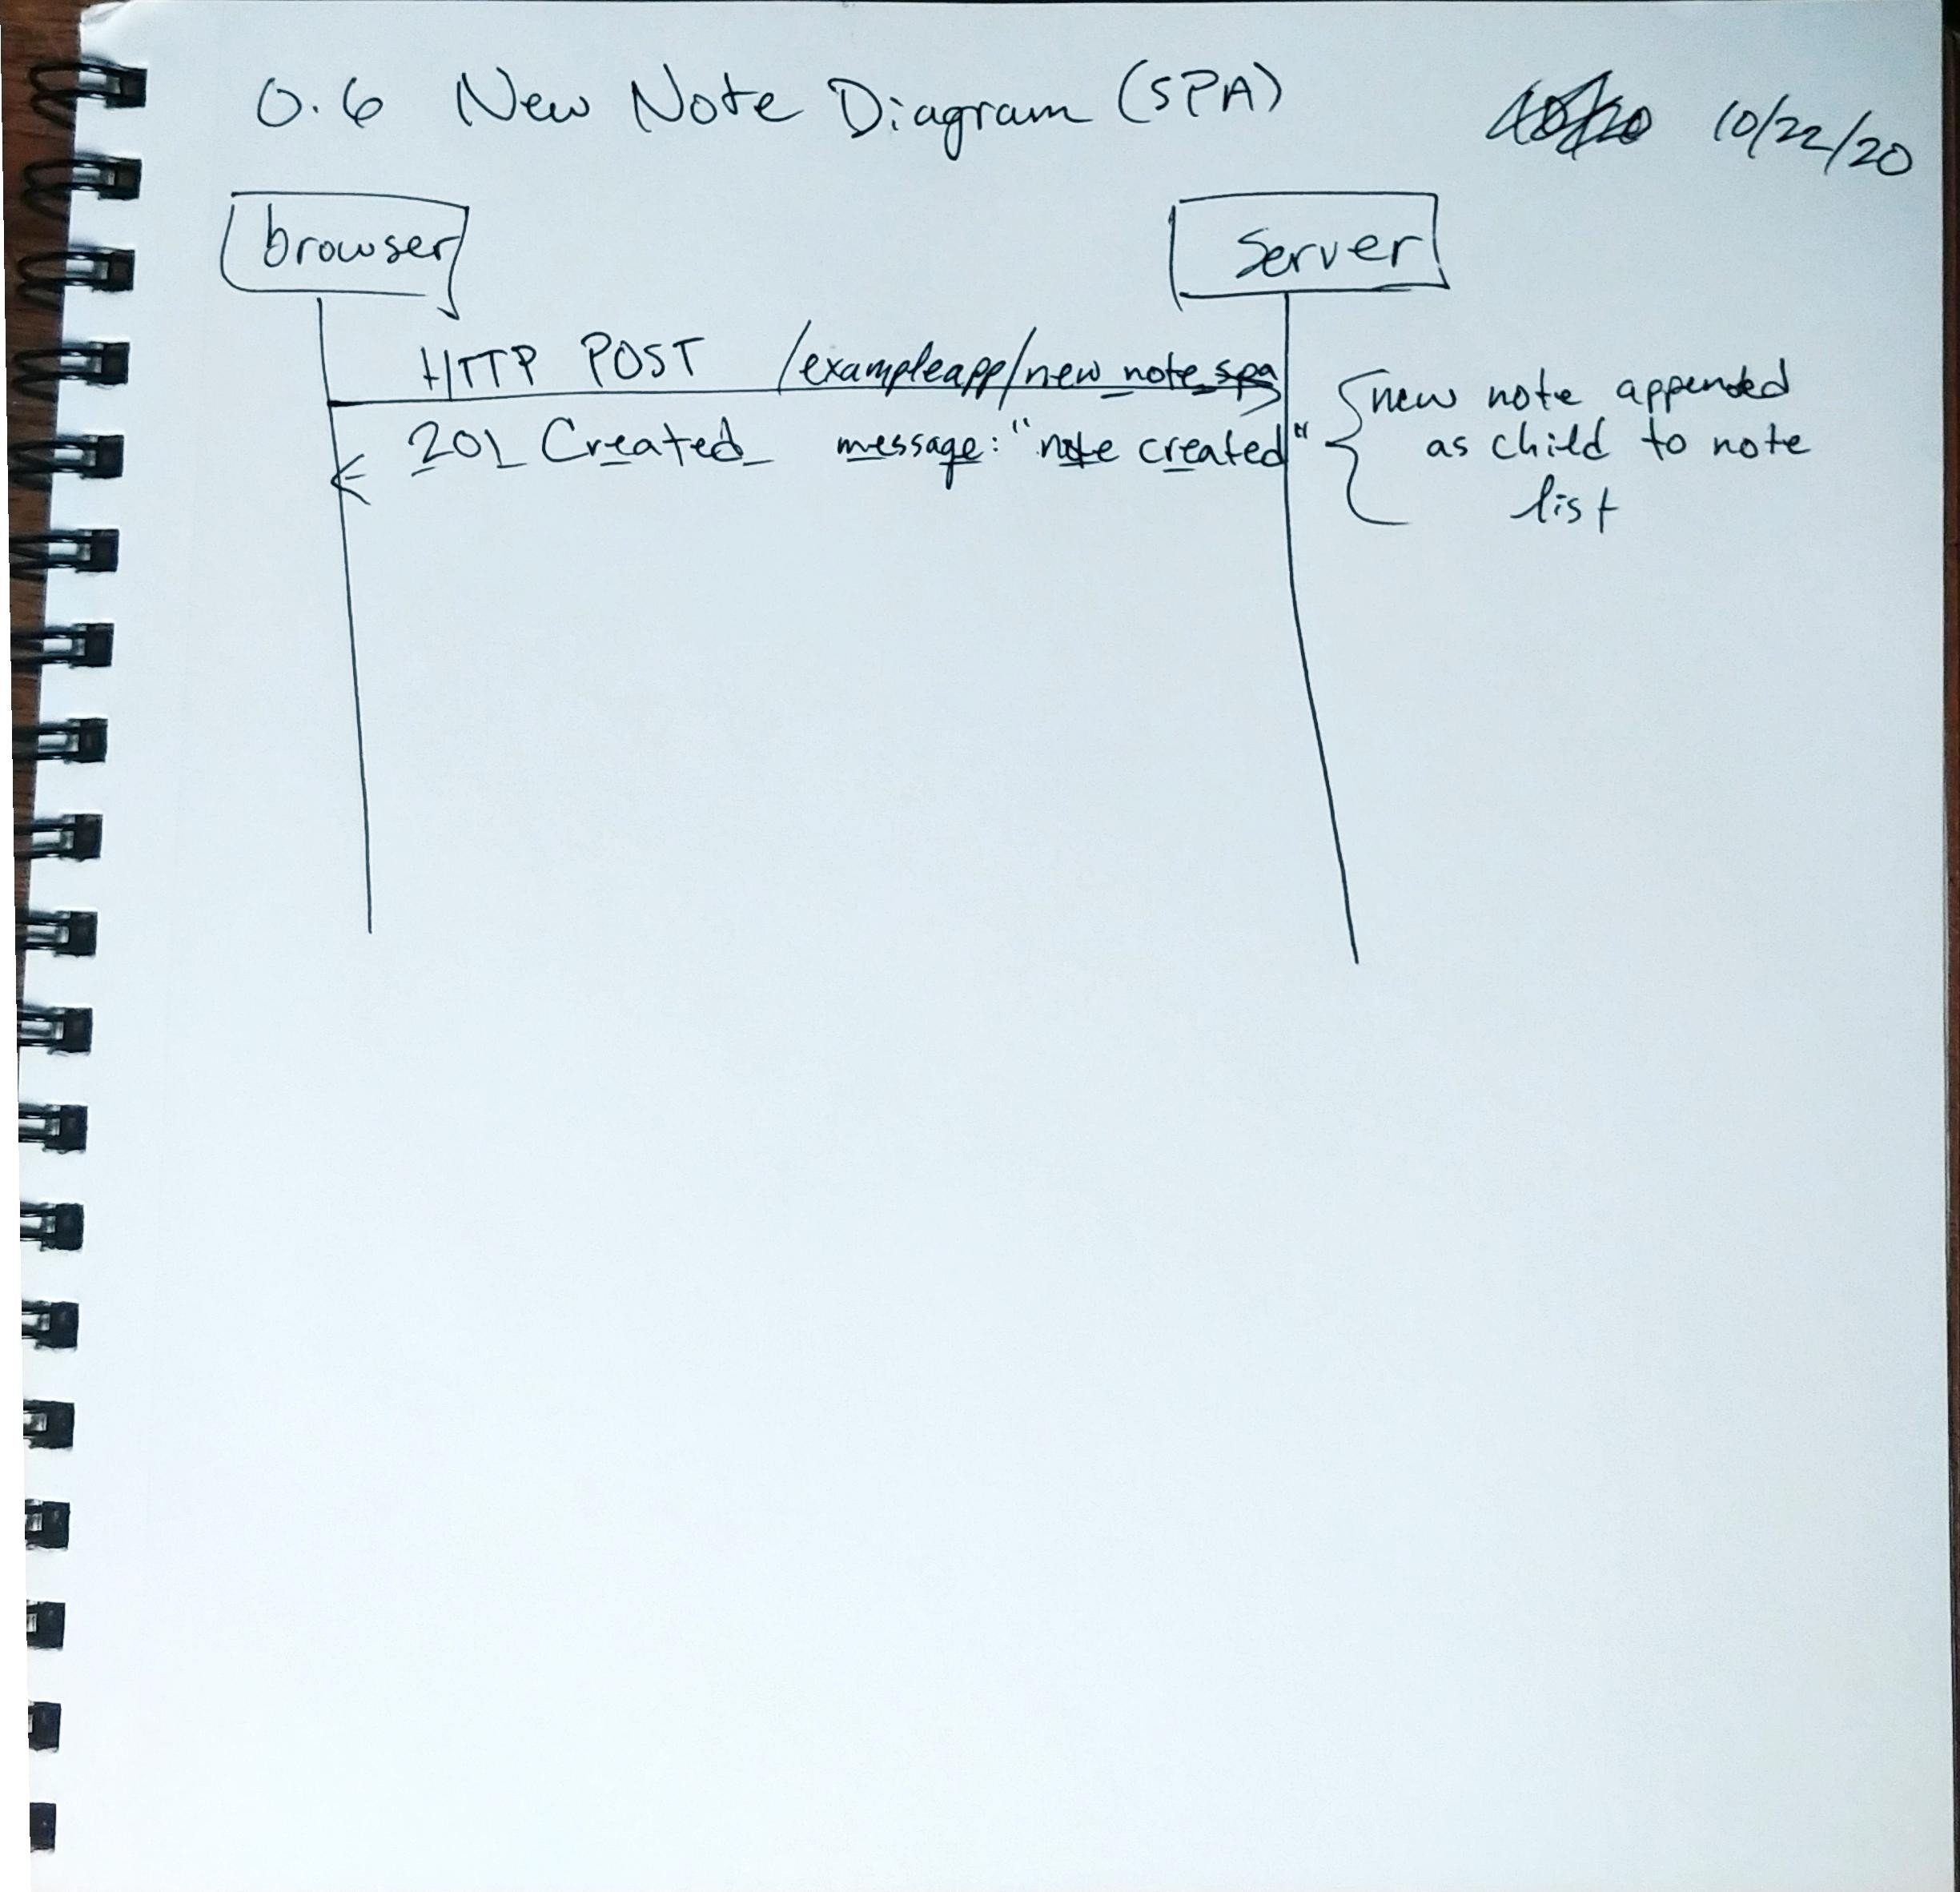 0.6 New Note Diagram (SPA)
10/22/20
browser
Server
HTTP POST /exampleapp/new_note_spa
201 Created message: "note created"
{new note appended
as child to note
list